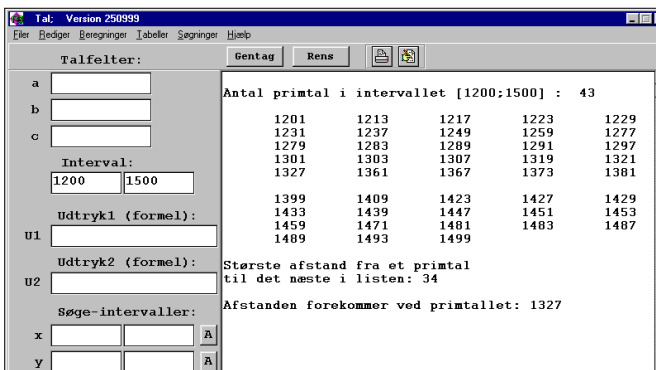 Tal; Version 250999
Filer Rediger Beregninger Tabeller Søgninger Hjælp
Talfelter:
Gentag Rens
a
b
c
Interval:
1200 1500
Udtryk1 (formel):
U1
Udtryk2 (formel):
U2
Søge-intervaller:
x A
y A
Antal primtal i intervallet [1200;1500] : 43
1201 1213 1217 1223 1229
1231 1237 1249 1259 1277
1279 1283 1289 1291 1297
1301 1303 1307 1319 1321
1327 1361 1367 1373 1381
1399 1409 1423 1427 1429
1433 1439 1447 1451 1453
1459 1471 1481 1483 1487
1489 1493 1499
Største afstand fra et primtal
til det næste i listen: 34
Afstanden forekommer ved primtallet: 1327